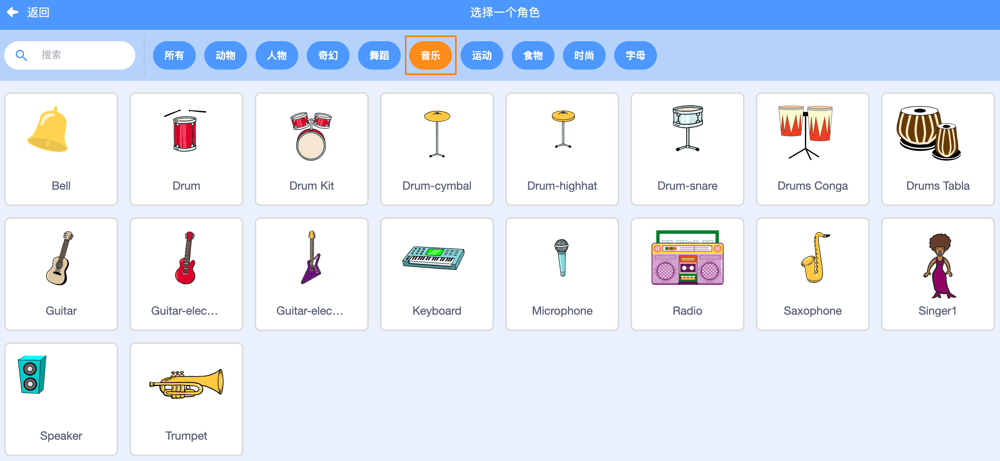 返回
选择一个角色
搜索
所有 动物 人物 奇幻 舞蹈 音乐 运动 食物 时尚 字母
Bell Drum Drum Kit Drum-cymbal Drum-highhat Drum-snare Drums Conga Drums Tabla
Guitar Guitar-elec... Guitar-elec... Keyboard Microphone Radio Saxophone Singer1
Speaker Trumpet